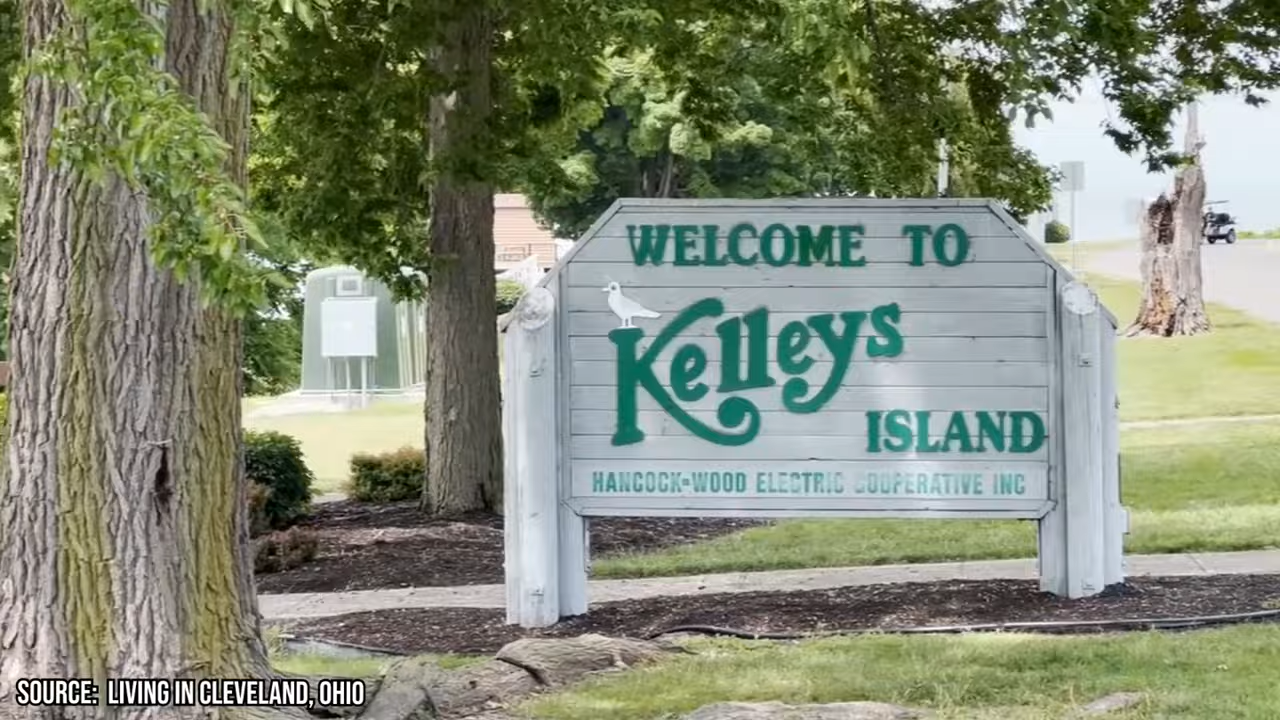 WELCOME TO
Kelleys
ISLAND
HANCOCK-WOOD ELECTRIC COOPERATIVE INC
SOURCE: LIVING IN CLEVELAND, OHIO